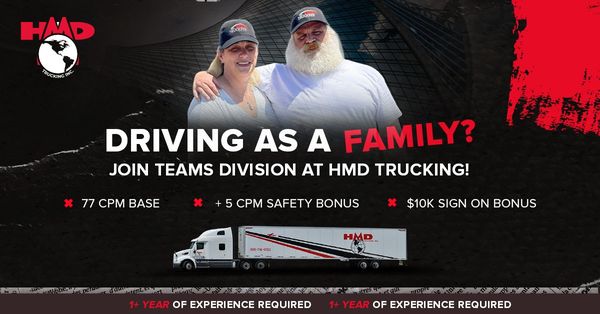 HMD
TRUCKING INC.
DRIVING AS A FAMILY?
JOIN TEAMS DIVISION AT HMD TRUCKING!
✖ 77 CPM BASE ✖ + 5 CPM SAFETY BONUS ✖ $10K SIGN ON BONUS
HMD
1+ YEAR OF EXPERIENCE REQUIRED 1+ YEAR OF EXPERIENCE REQUIRED